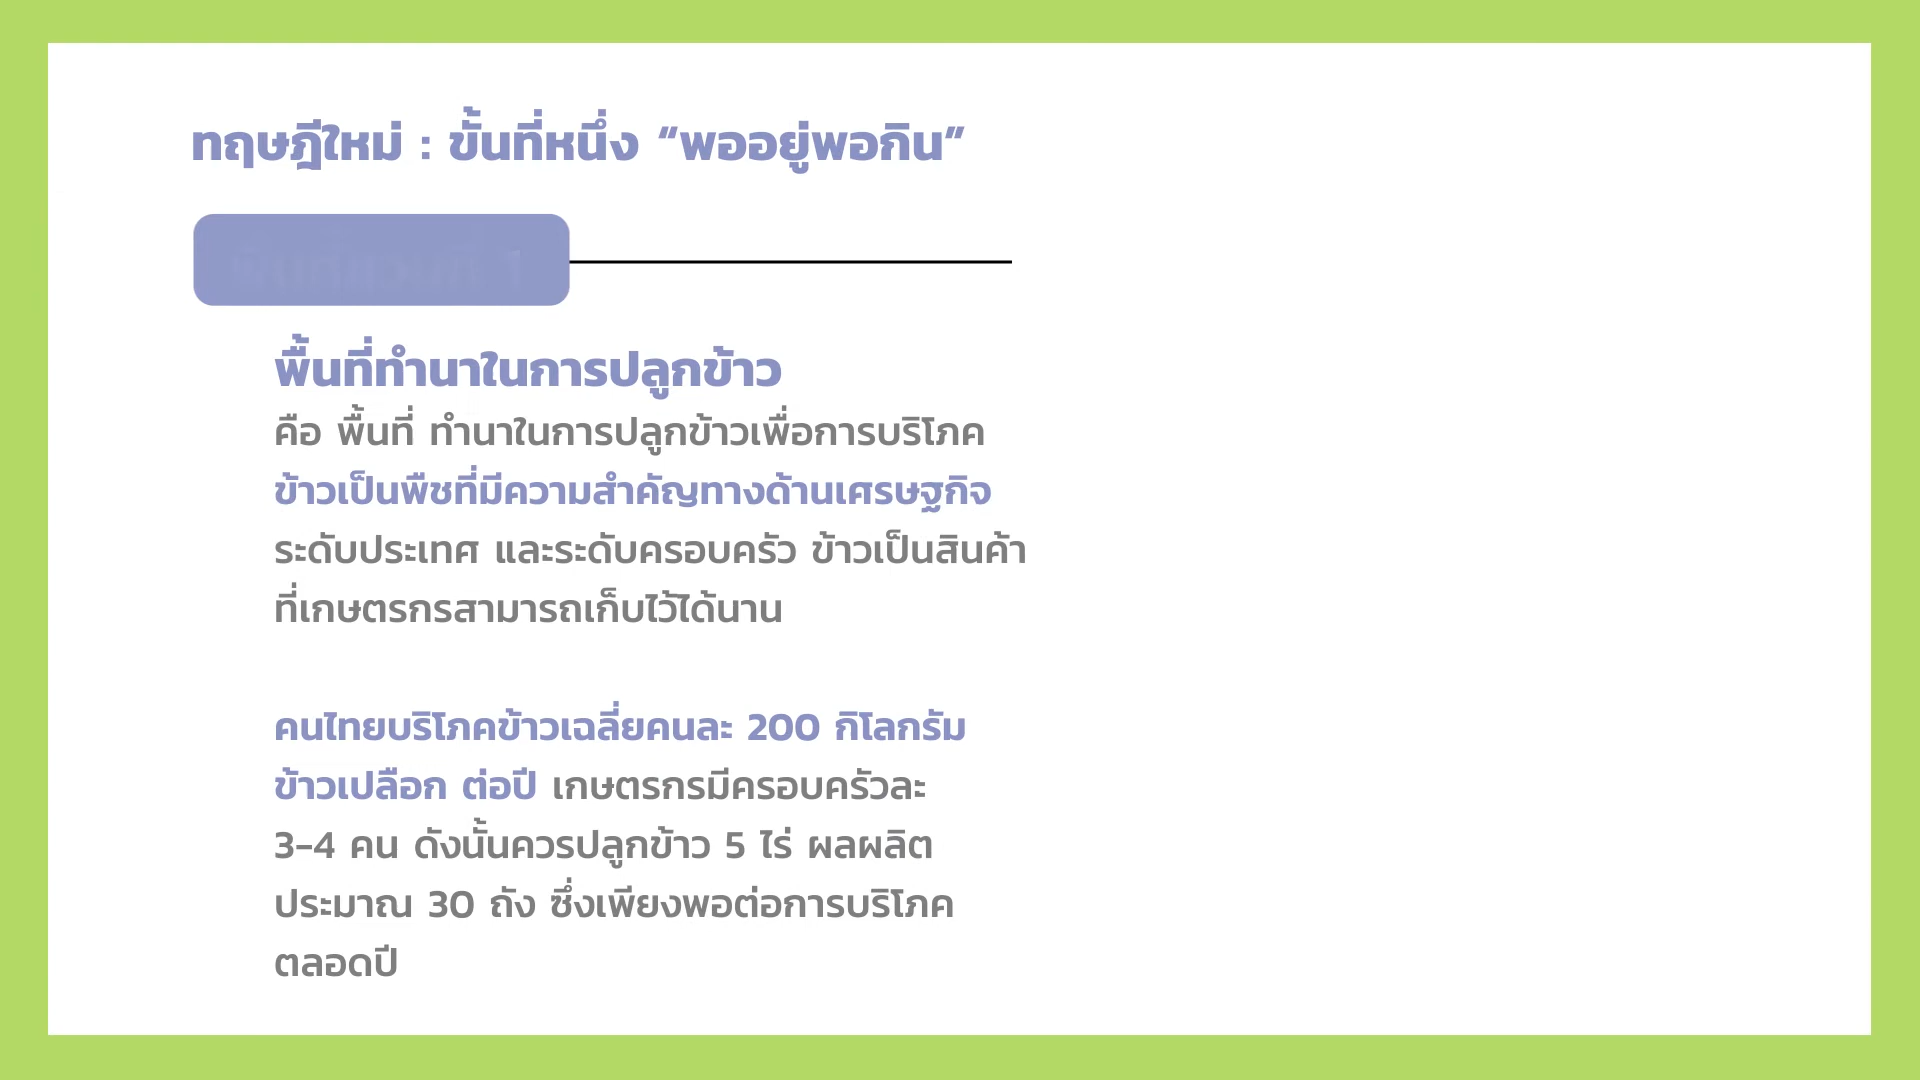 ทฤษฎีใหม่ : ขั้นที่หนึ่ง “พออยู่พอกิน”
พื้นที่ทำนาในการปลูกข้าว
คือ พื้นที่ ทำนาในการปลูกข้าวเพื่อการบริโภค
ข้าวเป็นพืชที่มีความสำคัญทางด้านเศรษฐกิจ
ระดับประเทศ และระดับครอบครัว ข้าวเป็นสินค้า
ที่เกษตรกรสามารถเก็บไว้ได้นาน
คนไทยบริโภคข้าวเฉลี่ยคนละ 200 กิโลกรัม
ข้าวเปลือก ต่อปี เกษตรกรมีครอบครัวละ
3-4 คน ดังนั้นควรปลูกข้าว 5 ไร่ ผลผลิต
ประมาณ 30 ถัง ซึ่งเพียงพอต่อการบริโภค
ตลอดปี